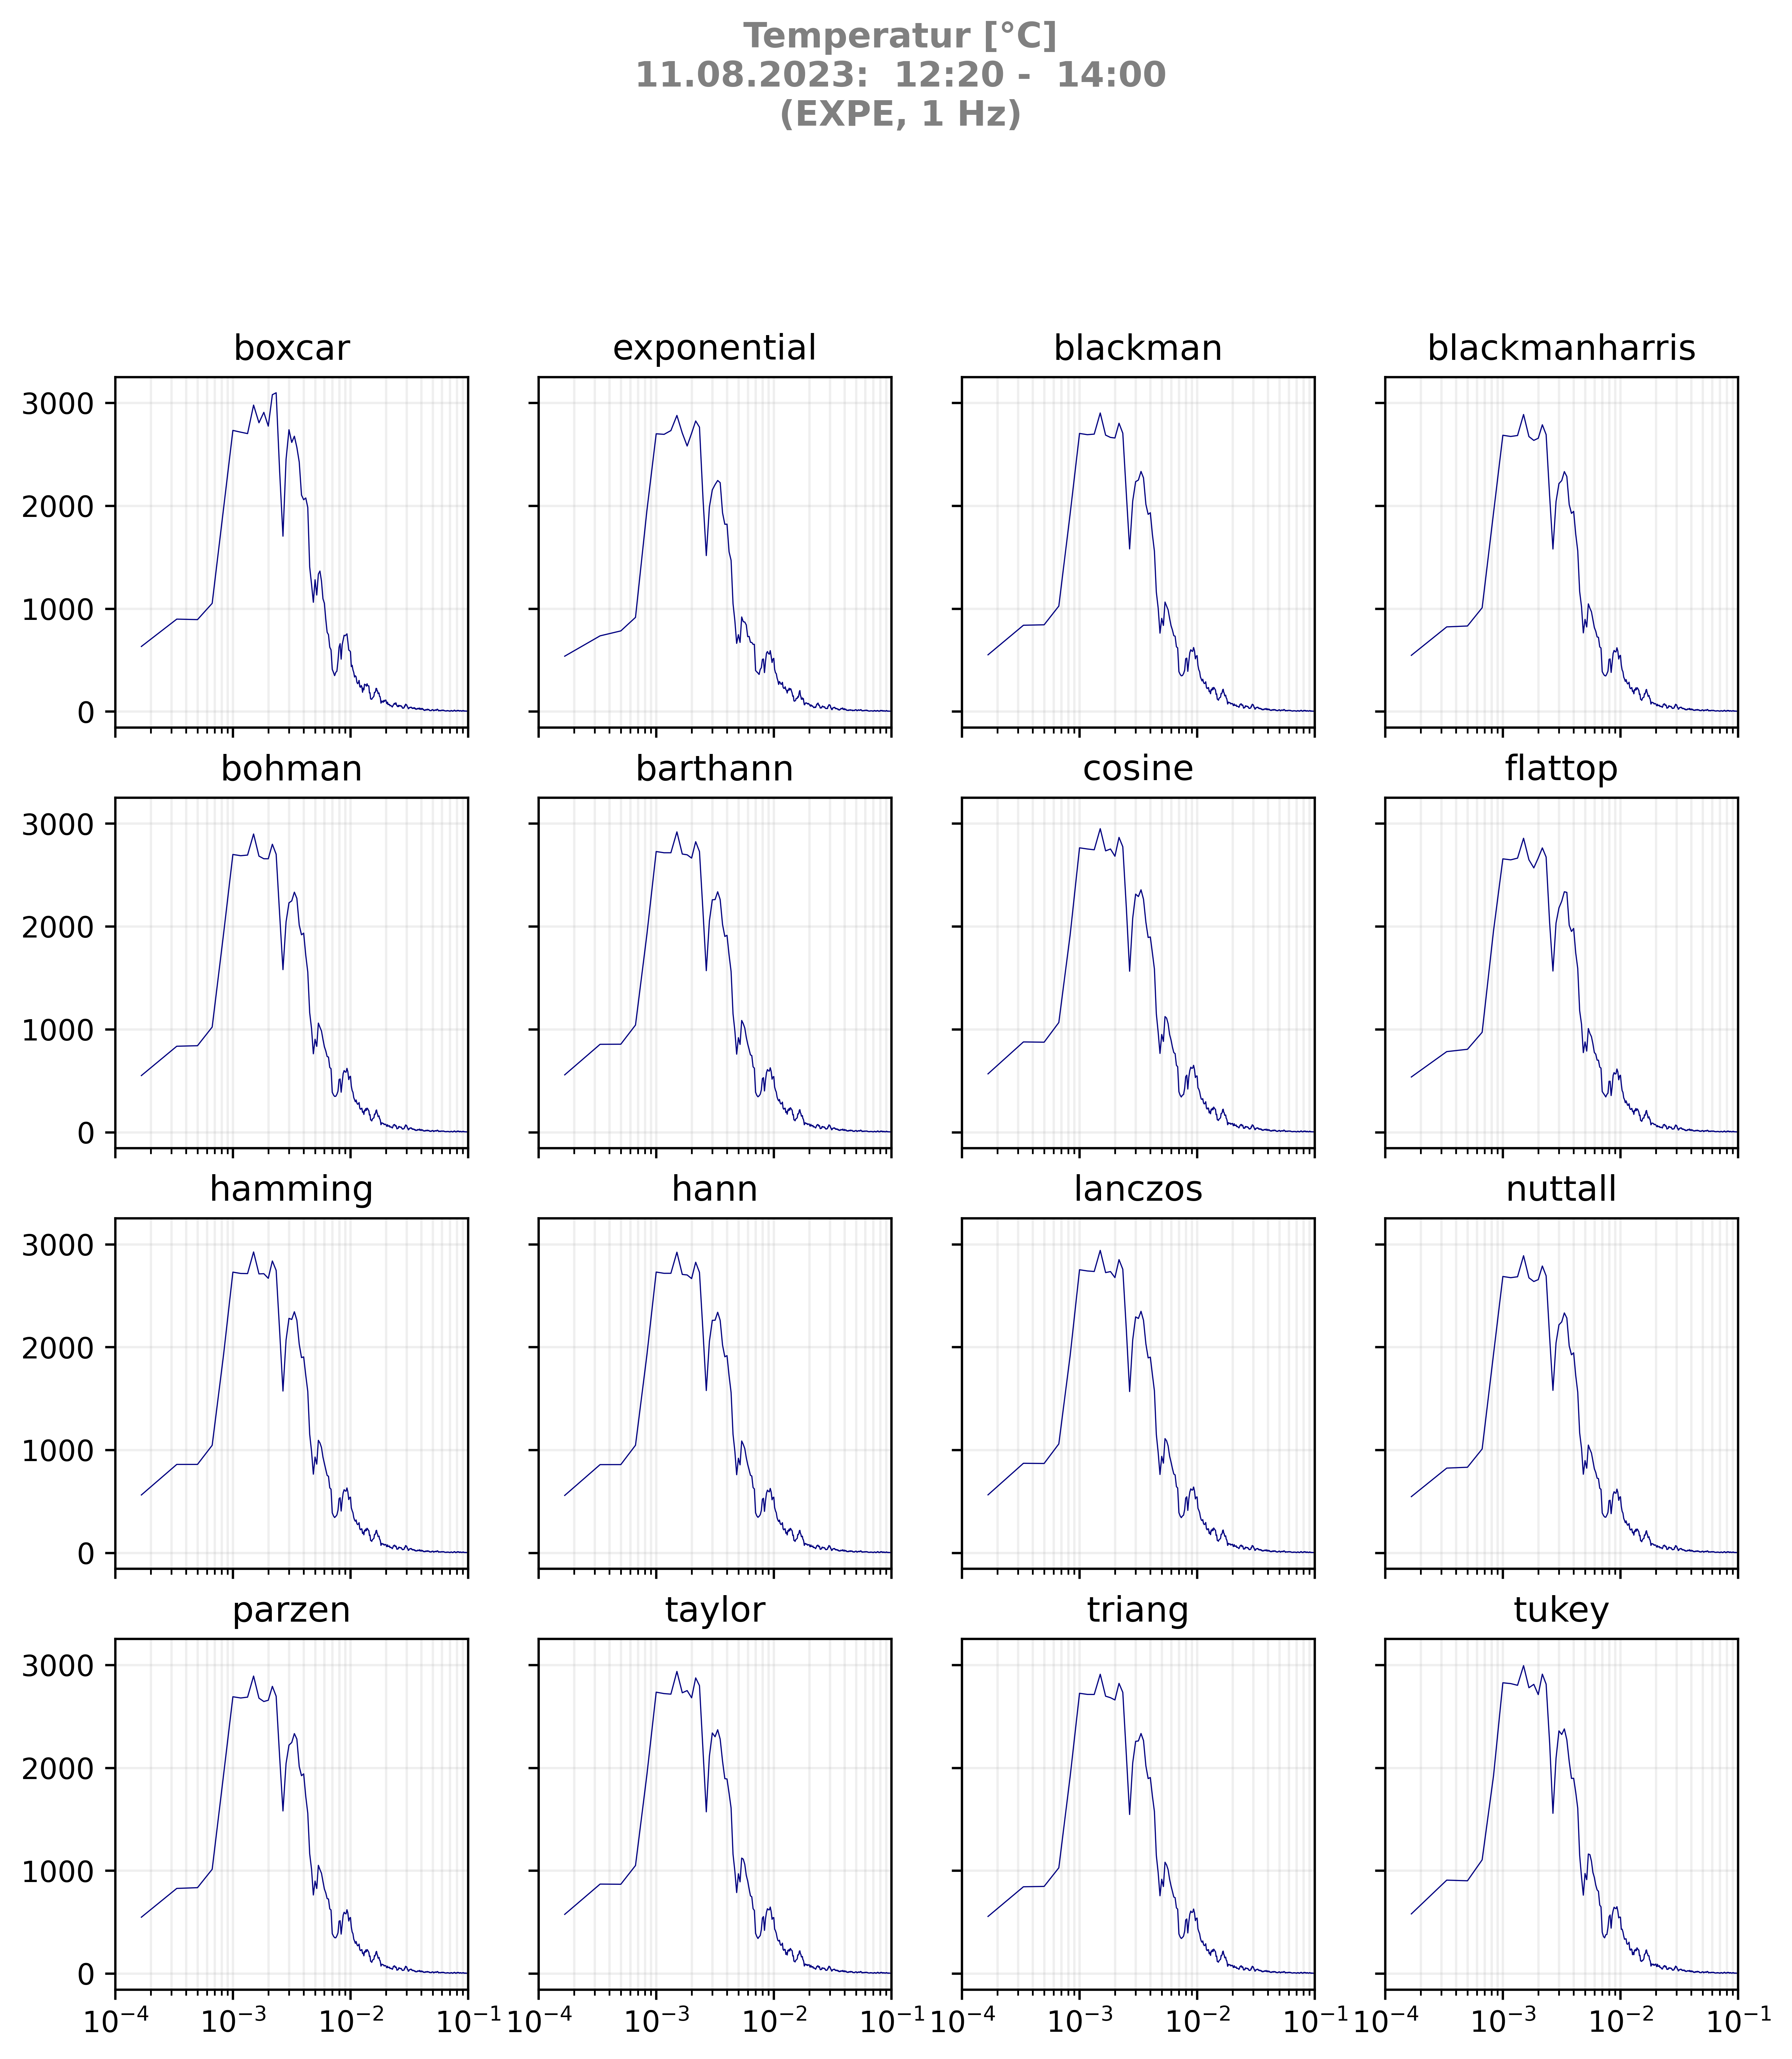 Temperatur [°C]
11.08.2023: 12:20 - 14:00
(EXPE, 1 Hz)
boxcar exponential blackman blackmanharris
3000
2000
1000
0
bohman barthann cosine flattop
3000
2000
1000
0
hamming hann lanczos nuttall
3000
2000
1000
0
parzen taylor triang tukey
3000
2000
1000
0
10⁻⁴ 10⁻³ 10⁻² 10⁻¹ 10⁻⁴ 10⁻³ 10⁻² 10⁻¹ 10⁻⁴ 10⁻³ 10⁻² 10⁻¹ 10⁻⁴ 10⁻³ 10⁻² 10⁻¹